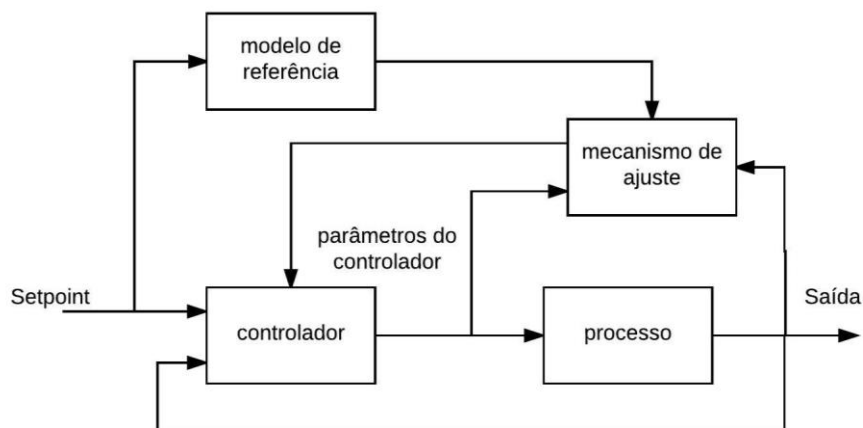 modelo de
referência
mecanismo de
ajuste
parâmetros do
controlador
Setpoint
controlador
processo
Saída